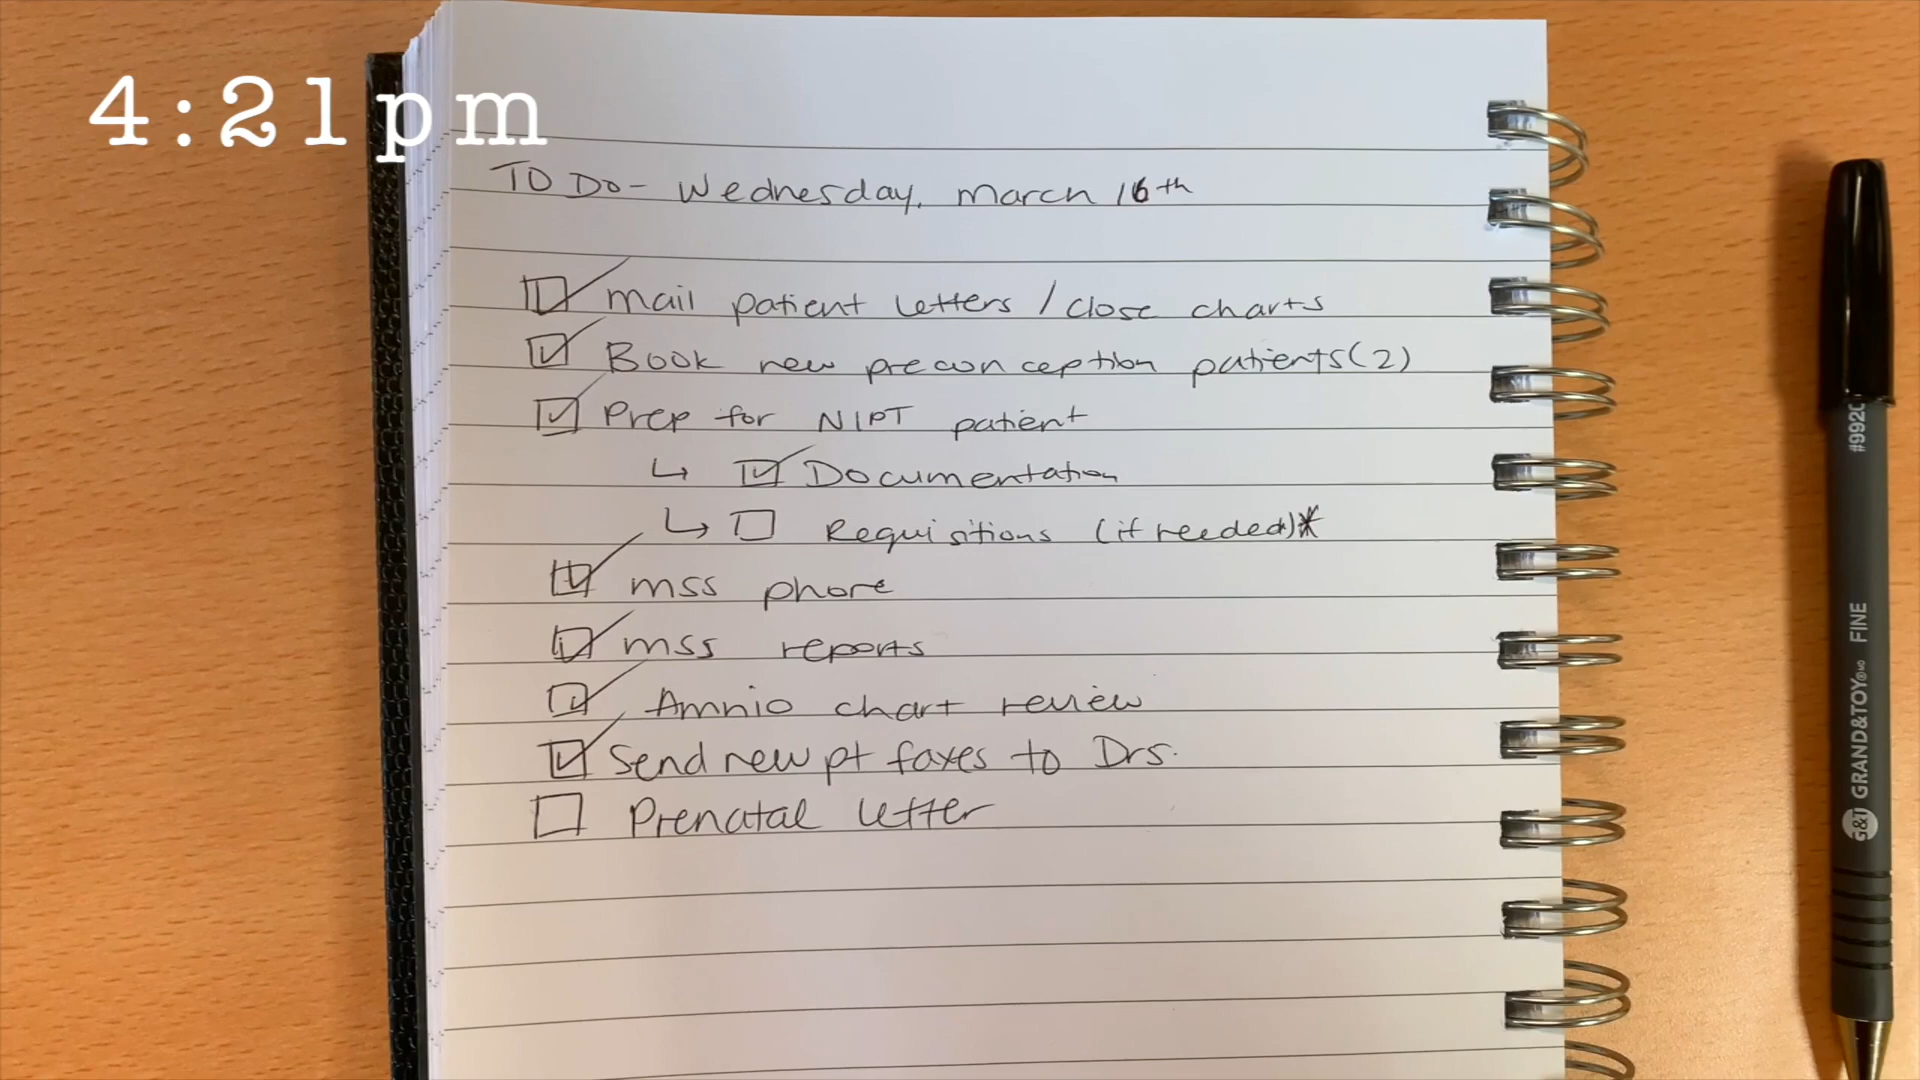 4:21pm
TO DO- Wednesday, March 16th
☑ mail patient letters / close charts
☑ Book new preconception patients (2)
☑ Prep for NIPT patient
↳ ☑ Documentation
↳ ☐ Requisitions (if needed)*
☑ mss phone
☑ mss reports
☑ Amnio chart review
☑ Send new pt faxes to Drs.
☐ Prenatal letter
#9920
G&T GRAND&TOY FINE